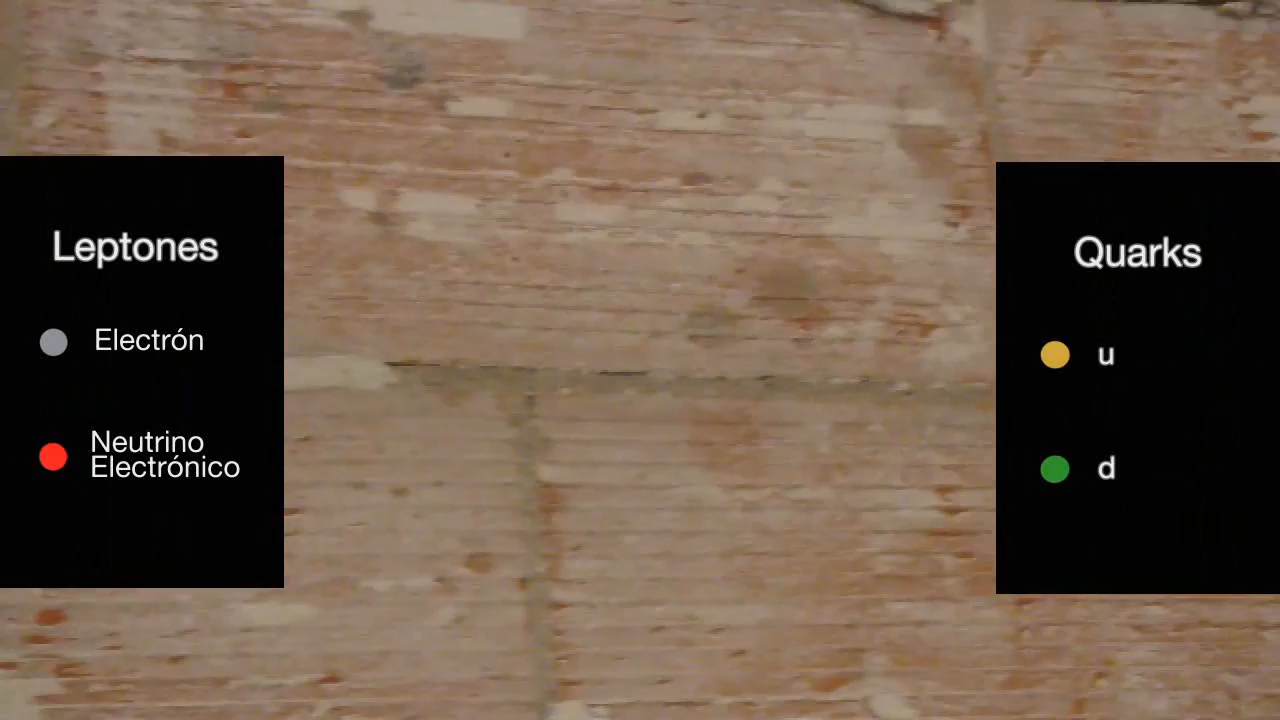 Leptones
Electrón
Neutrino
Electrónico
Quarks
u
d